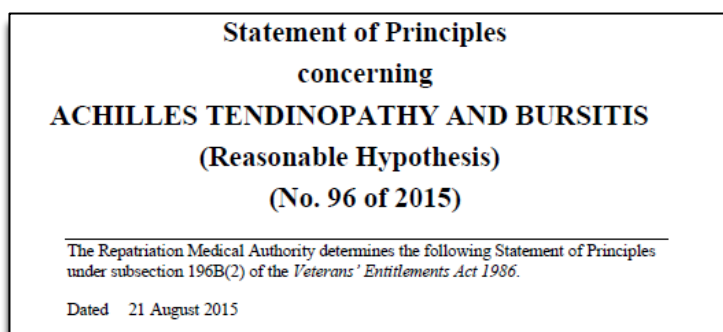 Statement of Principles
concerning
ACHILLES TENDINOPATHY AND BURSITIS
(Reasonable Hypothesis)
(No. 96 of 2015)
The Repatriation Medical Authority determines the following Statement of Principles
under subsection 196B(2) of the Veterans' Entitlements Act 1986.
Dated 21 August 2015